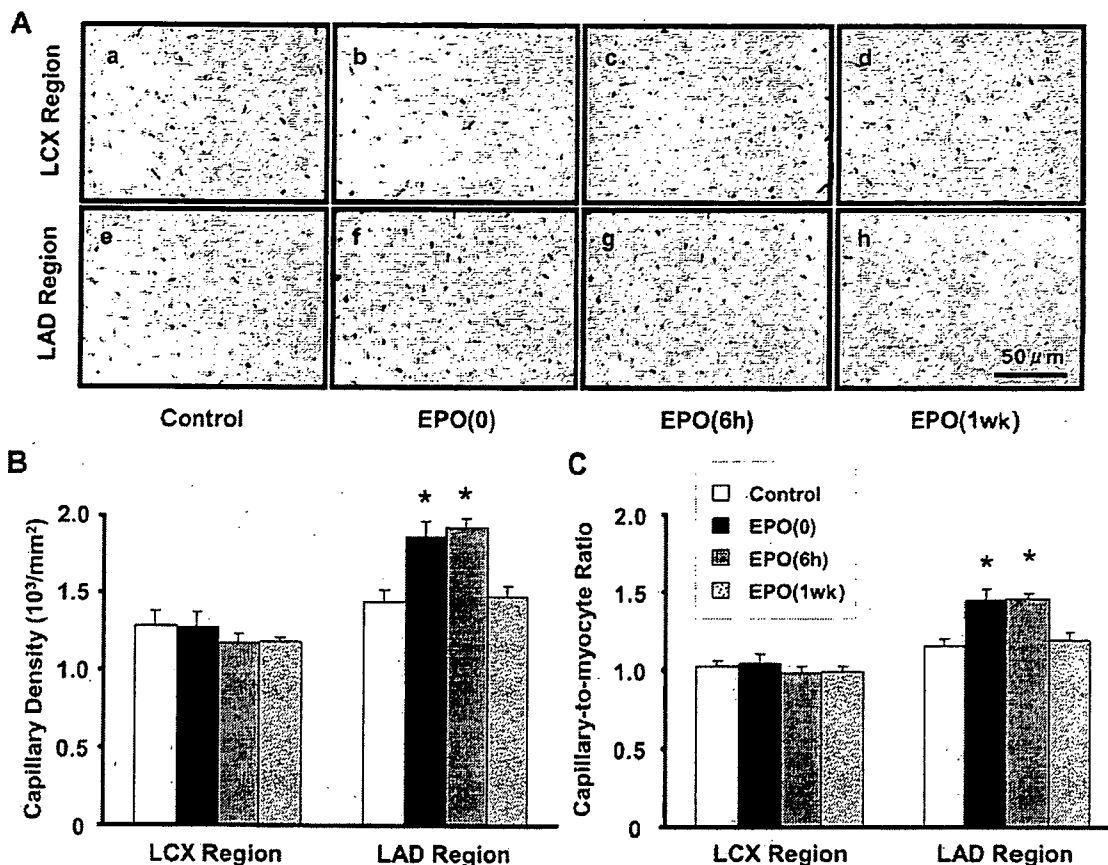 A
LCX Region
a
b
c
d
LAD Region
e
f
g
h
50 μm
Control
EPO(0)
EPO(6h)
EPO(1wk)
B
Capillary Density (10³/mm²)
2.0
1.5
1.0
0.5
0
* *
LCX Region
LAD Region
C
Capillary-to-myocyte Ratio
2.0
1.5
1.0
0.5
0
Control
EPO(0)
EPO(6h)
EPO(1wk)
* *
LCX Region
LAD Region